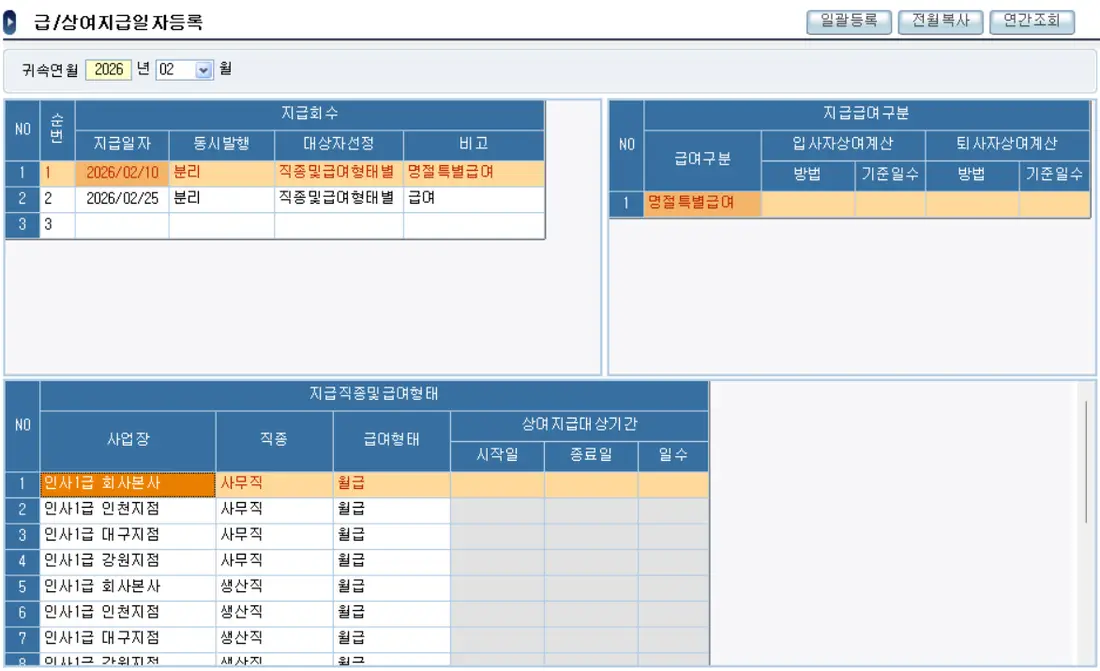 급/상여지급일자등록
일괄등록 전월복사 연간조회
귀속연월 2026 년 02 월
NO 순번 지급회수
지급일자 동시발행 대상자선정 비고
1 1 2026/02/10 분리 직종및급여형태별 명절특별급여
2 2 2026/02/25 분리 직종및급여형태별 급여
3 3
NO 지급급여구분
급여구분 입사자상여계산 퇴사자상여계산
방법 기준일수 방법 기준일수
1 명절특별급여
NO 지급직종및급여형태
사업장 직종 급여형태 상여지급대상기간
시작일 종료일 일수
1 인사1급 회사본사 사무직 월급
2 인사1급 인천지점 사무직 월급
3 인사1급 대구지점 사무직 월급
4 인사1급 강원지점 사무직 월급
5 인사1급 회사본사 생산직 월급
6 인사1급 인천지점 생산직 월급
7 인사1급 대구지점 생산직 월급
8 인사1급 강원지점 생산직 월급